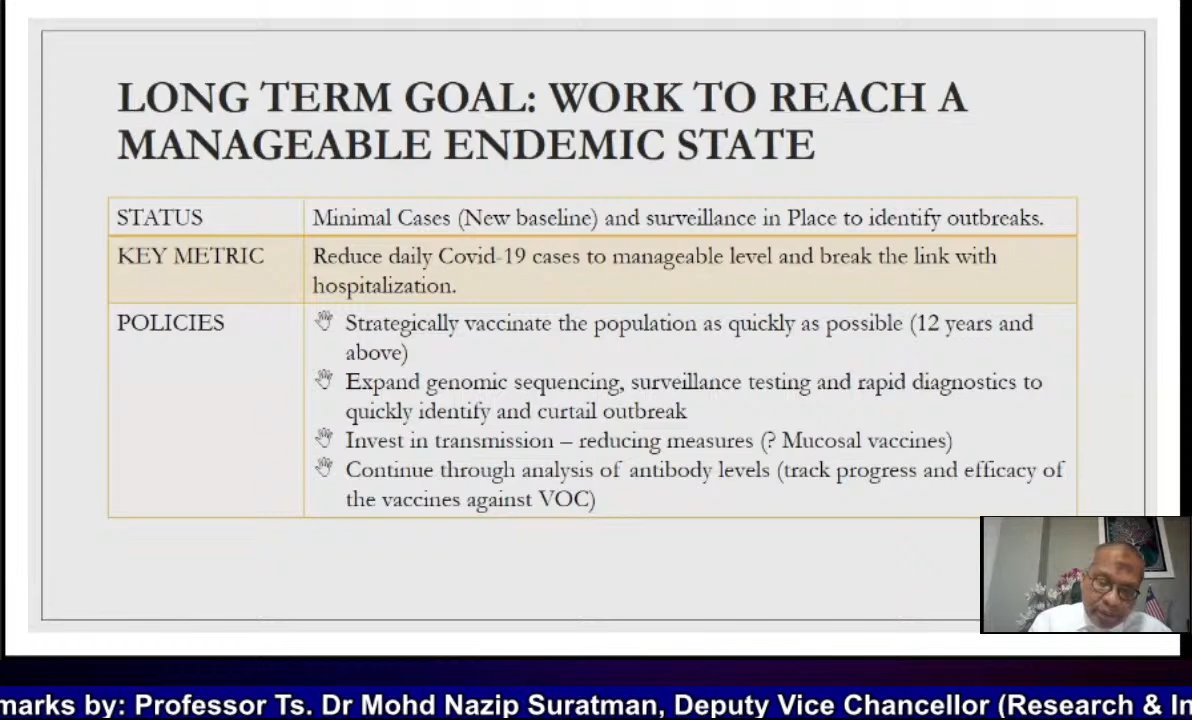 LONG TERM GOAL: WORK TO REACH A
MANAGEABLE ENDEMIC STATE
STATUS
Minimal Cases (New baseline) and surveillance in Place to identify outbreaks.
KEY METRIC
Reduce daily Covid-19 cases to manageable level and break the link with
hospitalization.
POLICIES
Strategically vaccinate the population as quickly as possible (12 years and
above)
Expand genomic sequencing, surveillance testing and rapid diagnostics to
quickly identify and curtail outbreak
Invest in transmission – reducing measures (? Mucosal vaccines)
Continue through analysis of antibody levels (track progress and efficacy of
the vaccines against VOC)
marks by: Professor Ts. Dr Mohd Nazip Suratman, Deputy Vice Chancellor (Research & In